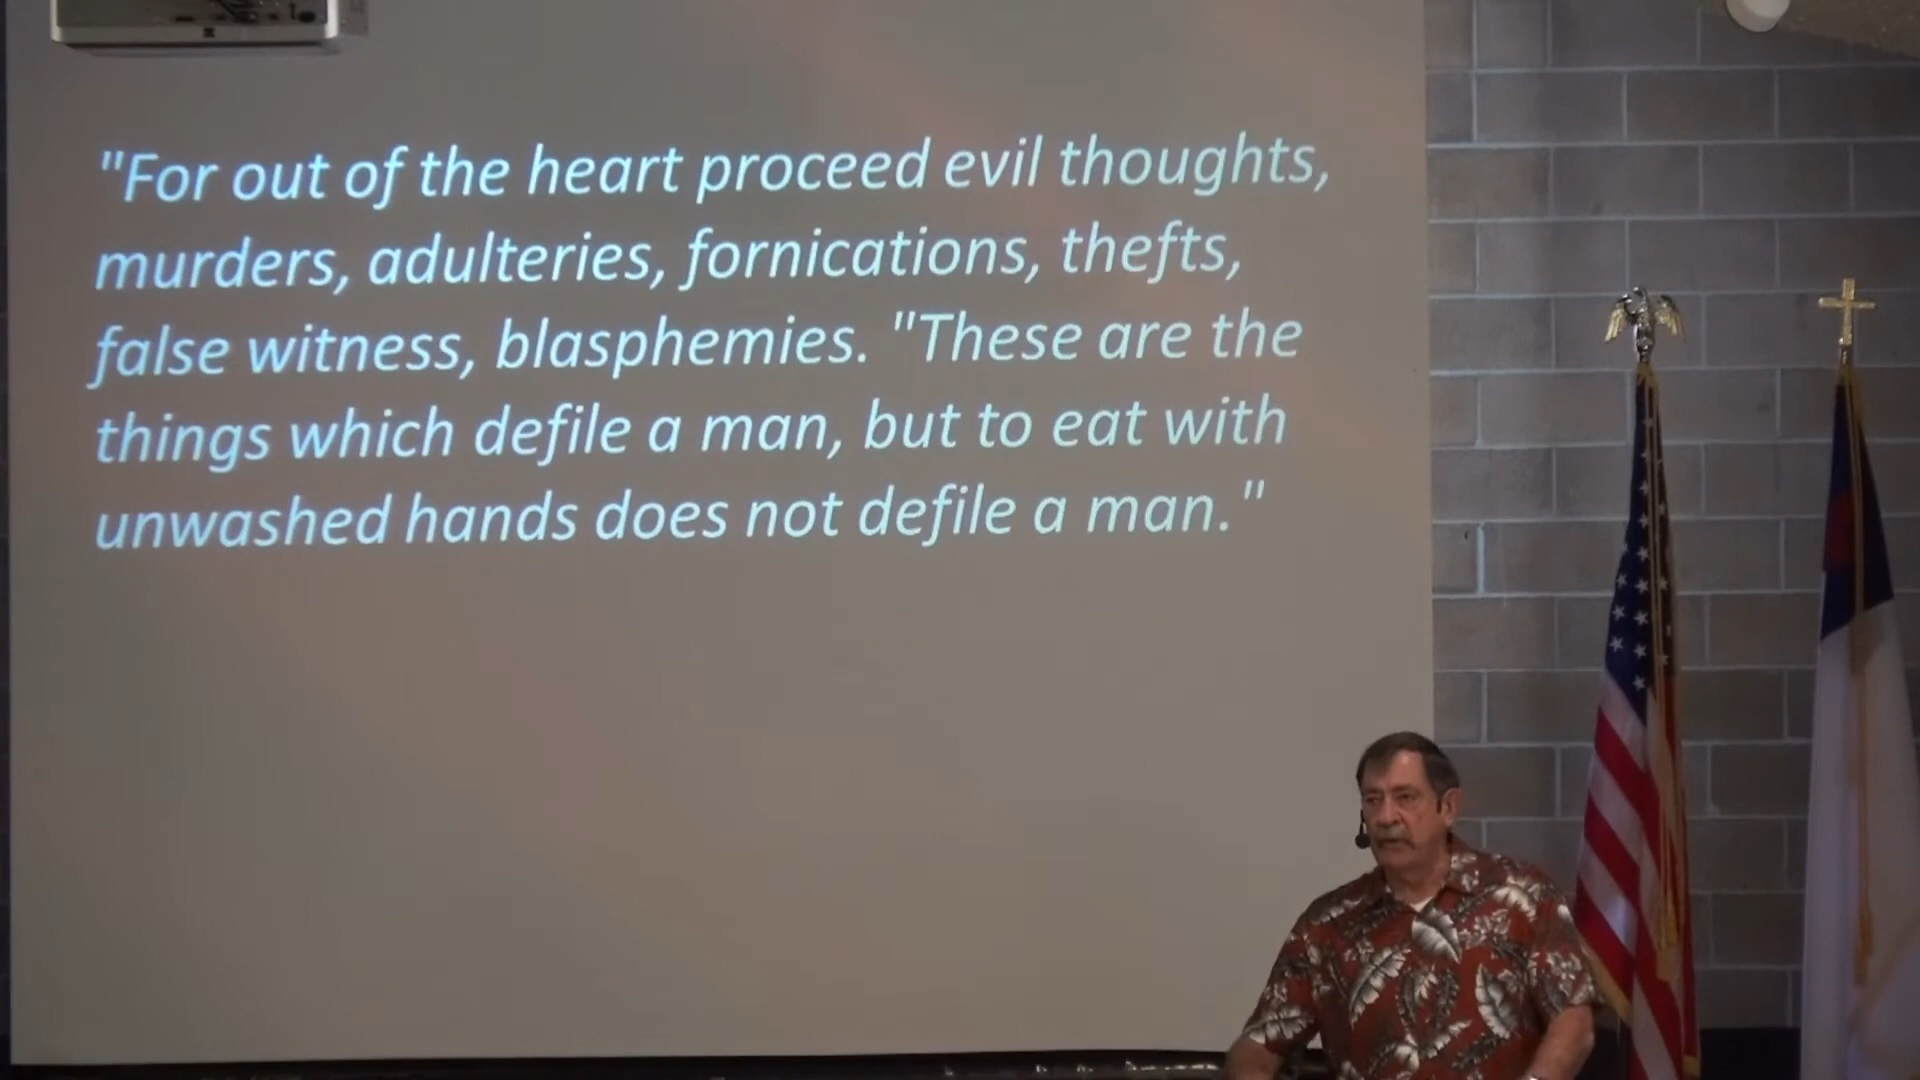 "For out of the heart proceed evil thoughts,
murders, adulteries, fornications, thefts,
false witness, blasphemies. "These are the
things which defile a man, but to eat with
unwashed hands does not defile a man."